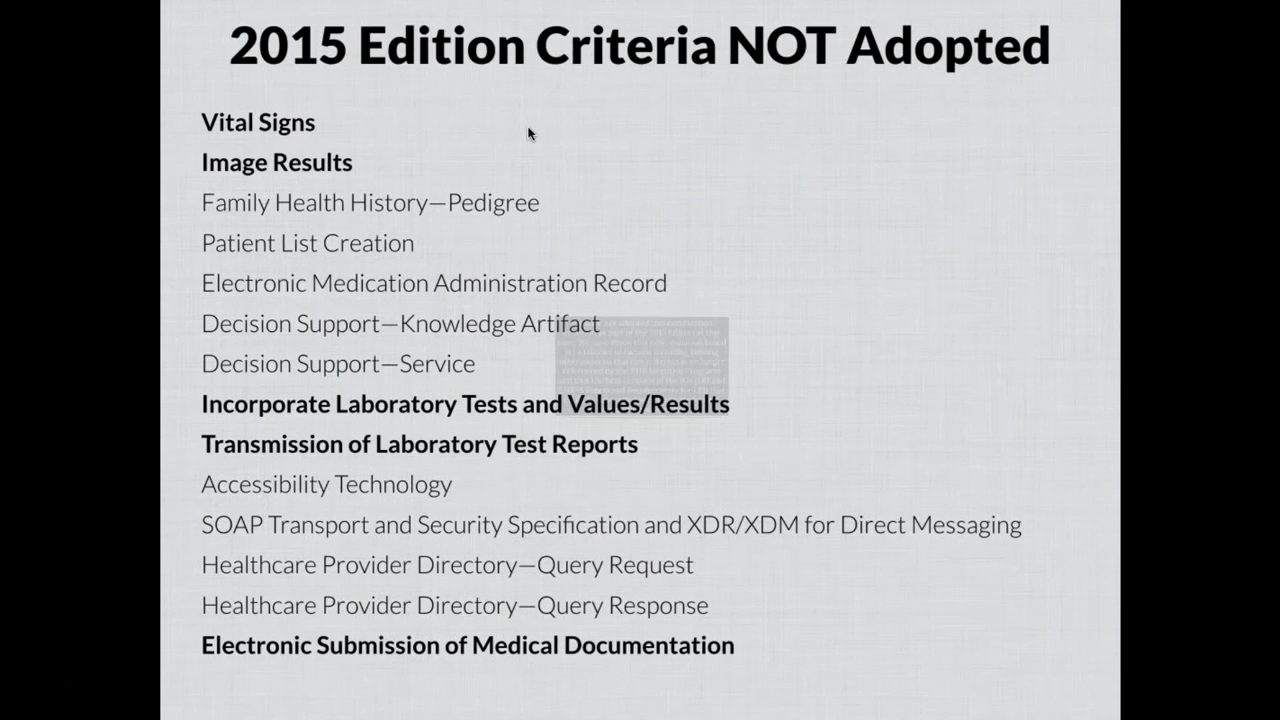 2015 Edition Criteria NOT Adopted
Vital Signs
Image Results
Family Health History—Pedigree
Patient List Creation
Electronic Medication Administration Record
Decision Support—Knowledge Artifact
Decision Support—Service
Incorporate Laboratory Tests and Values/Results
Transmission of Laboratory Test Reports
Accessibility Technology
SOAP Transport and Security Specification and XDR/XDM for Direct Messaging
Healthcare Provider Directory—Query Request
Healthcare Provider Directory—Query Response
Electronic Submission of Medical Documentation